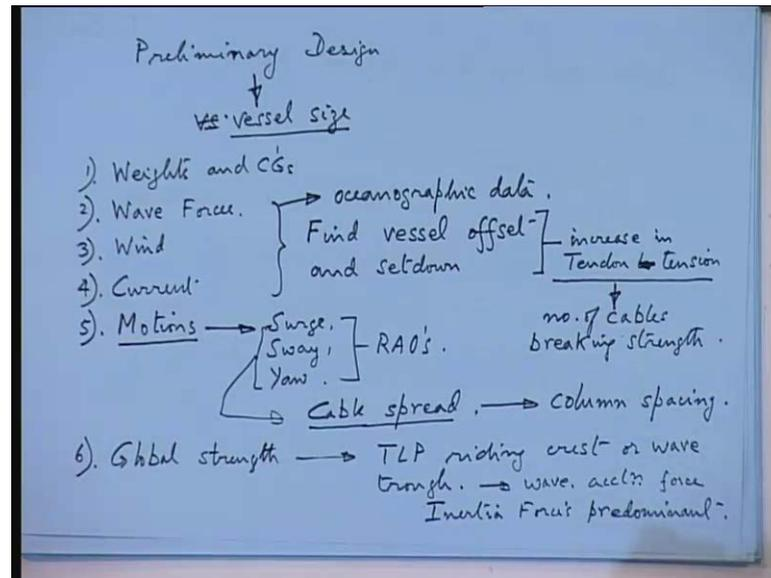 Preliminary Design
vessel size
1). Weights and CGs
2). Wave Force.
3). Wind
4). Current
oceanographic data.
Find vessel offset
and setdown
increase in
Tendon tension
no. of cables
breaking strength.
5). Motions
Surge,
Sway,
Yaw.
RAO's.
Cable spread. column spacing.
6). Global strength TLP riding crest or wave
trough. wave. accln force
Inertia Forces predominant.